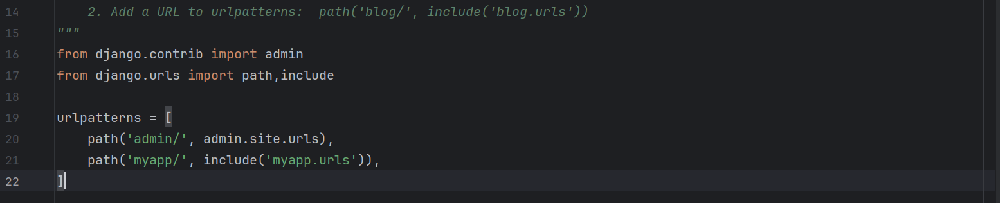 14         2. Add a URL to urlpatterns:  path('blog/', include('blog.urls'))
15     """
16     from django.contrib import admin
17     from django.urls import path,include
18
19     urlpatterns = [
20         path('admin/', admin.site.urls),
21         path('myapp/', include('myapp.urls')),
22     ]